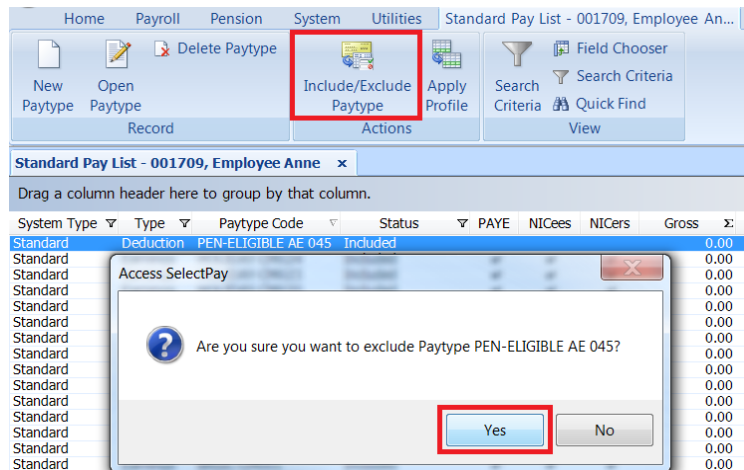 Home Payroll Pension System Utilities Standard Pay List - 001709, Employee An...
Delete Paytype
New Paytype
Open Paytype
Include/Exclude Paytype
Apply Profile
Search Criteria
Field Chooser
Search Criteria
Quick Find
Record Actions View
Standard Pay List - 001709, Employee Anne x
Drag a column header here to group by that column.
System Type Type Paytype Code Status PAYE NICees NICers Gross Σ
Standard Deduction PEN-ELIGIBLE AE 045 Included 0.00
Standard 0.00
Access SelectPay
Standard 0.00
Standard 0.00
Standard 0.00
Standard 0.00
Standard 0.00
Are you sure you want to exclude Paytype PEN-ELIGIBLE AE 045?
Standard 0.00
Standard 0.00
Standard 0.00
Standard 0.00
Standard 0.00
Yes No
Standard 0.00
Standard 0.00
Standard 0.00